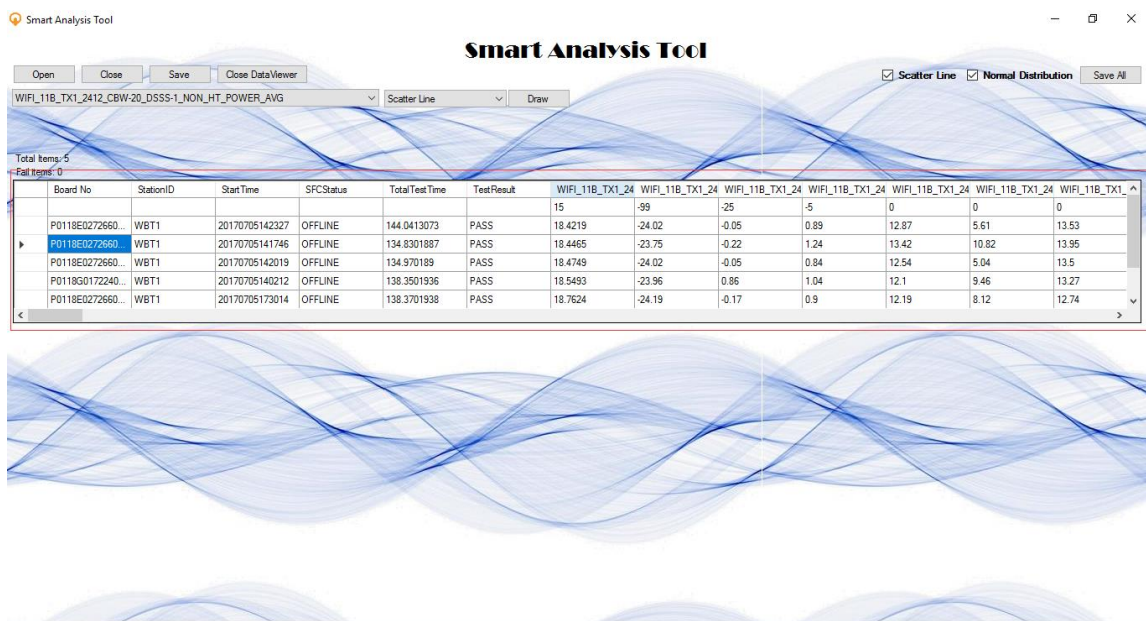 Smart Analysis Tool
Smart Analysis Tool
Open Close Save Close DataViewer Scatter Line Normal Distribution Save All
WIFI_11B_TX1_2412_CBW-20_DSSS-1_NON_HT_POWER_AVG Scatter Line Draw
Total Items: 5
Fail Items: 0
Board No StationID StartTime SFCStatus TotalTestTime TestResult WIFI_11B_TX1_24 WIFI_11B_TX1_24 WIFI_11B_TX1_24 WIFI_11B_TX1_24 WIFI_11B_TX1_24 WIFI_11B_TX1_24 WIFI_11B_TX1_
15 -99 -25 -5 0 0 0
P0118E0272660... WBT1 20170705142327 OFFLINE 144.0413073 PASS 18.4219 -24.02 -0.05 0.89 12.87 5.61 13.53
P0118E0272660... WBT1 20170705141746 OFFLINE 134.8301887 PASS 18.4465 -23.75 -0.22 1.24 13.42 10.82 13.95
P0118E0272660... WBT1 20170705142019 OFFLINE 134.970189 PASS 18.4749 -24.02 -0.05 0.84 12.54 5.04 13.5
P0118G0172240... WBT1 20170705140212 OFFLINE 138.3501936 PASS 18.5493 -23.96 0.86 1.04 12.1 9.46 13.27
P0118E0272660... WBT1 20170705173014 OFFLINE 138.3701938 PASS 18.7624 -24.19 -0.17 0.9 12.19 8.12 12.74